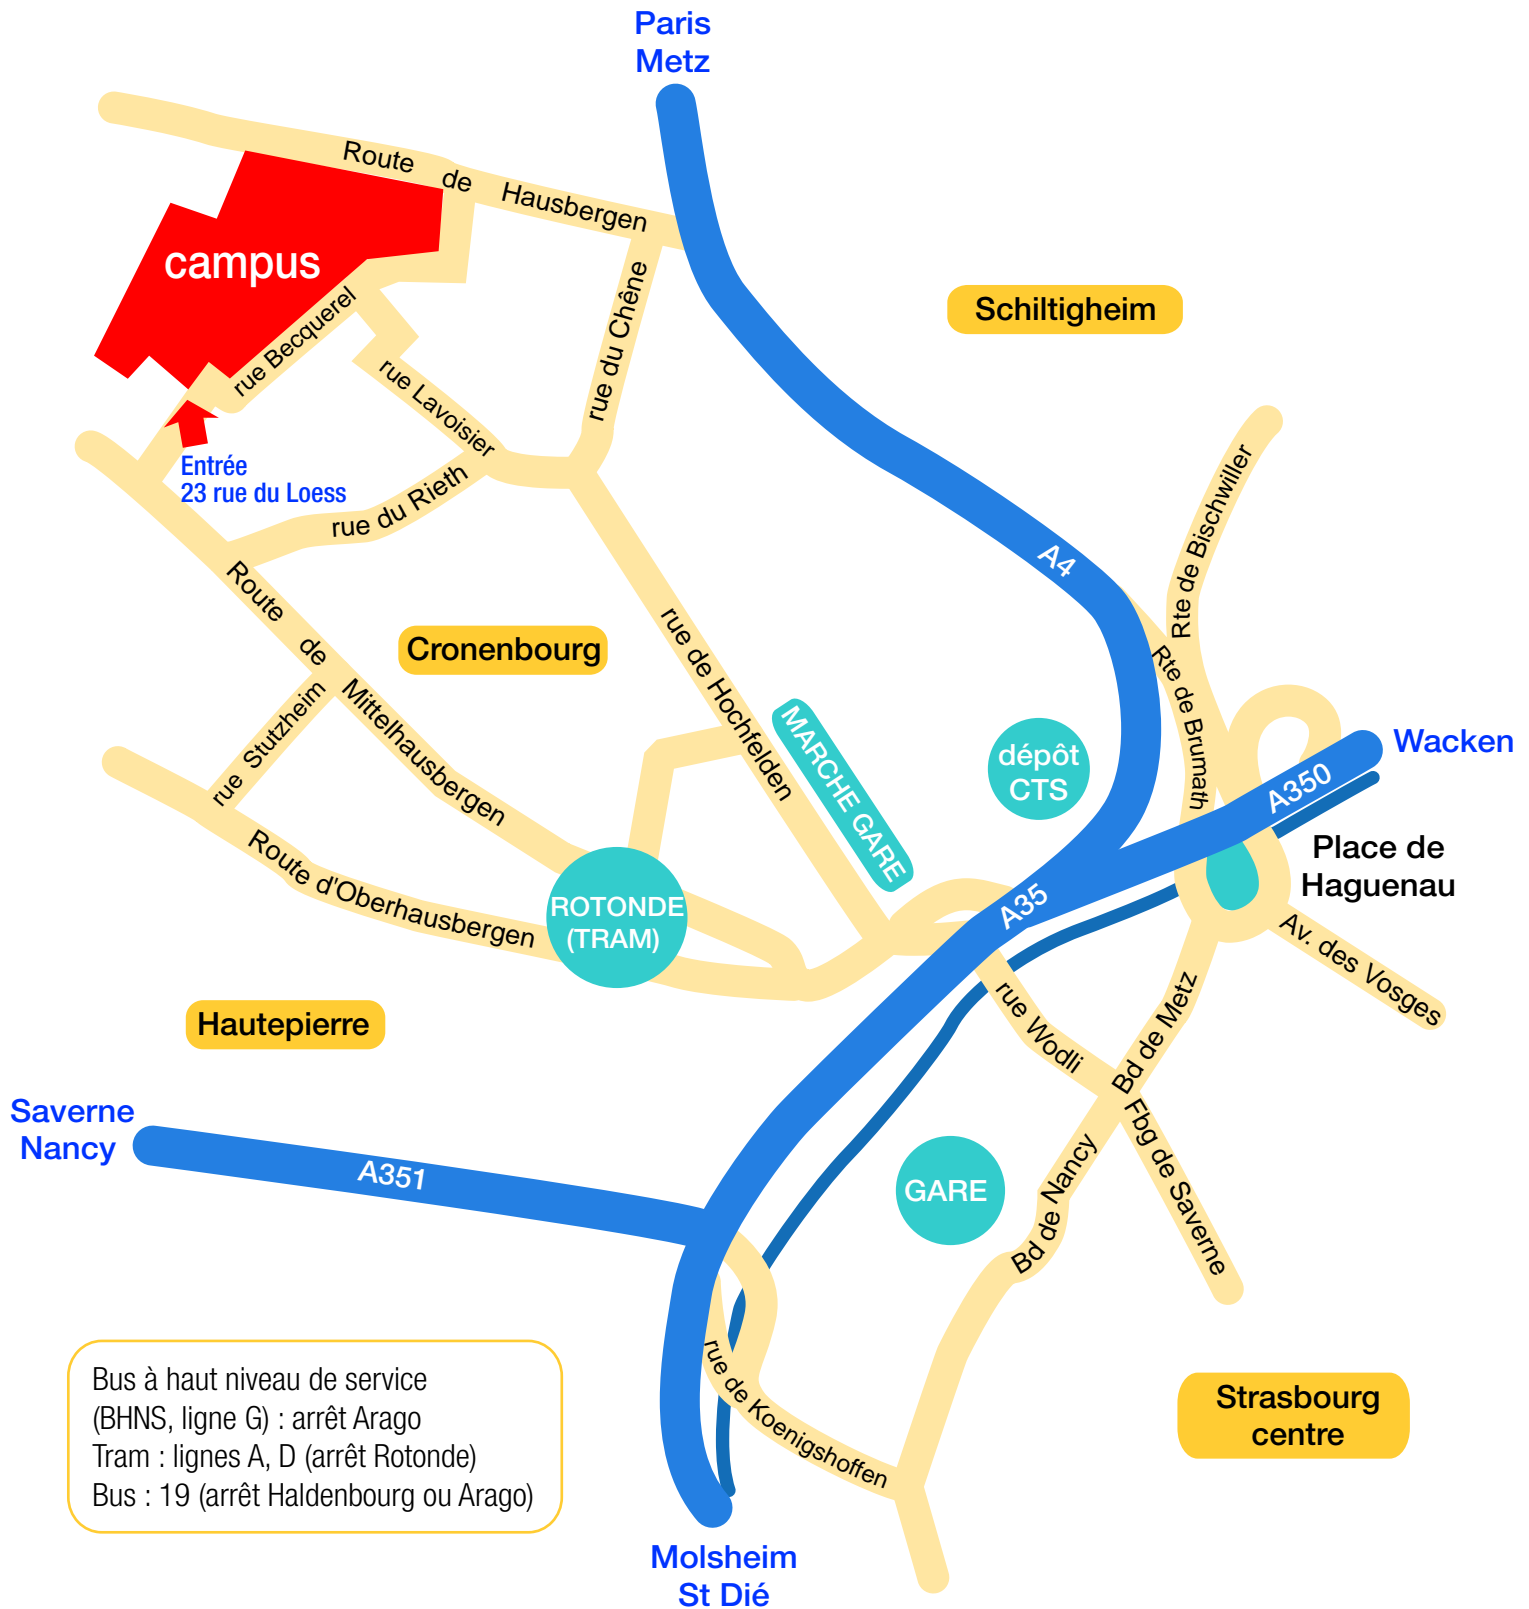 Paris
Metz
Route de Hausbergen
campus
rue Becquerel
rue du Chêne
Schiltigheim
rue Lavoisier
Entrée
23 rue du Loess
rue du Rieth
Rte de Bischwiller
A4
Route de Mittelhausbergen
Cronenbourg
rue de Hochfelden
Rte de Brumath
rue Stutzheim
MARCHE GARE
dépôt
CTS
Wacken
A350
Place de
Haguenau
Route d'Oberhausbergen
ROTONDE
(TRAM)
A35
Av. des Vosges
Hautepierre
rue Wodli
Bd de Metz
Saverne
Nancy
A351
GARE
Bd de Nancy
Fbg de Saverne
rue de Koenigshoffen
Strasbourg
centre
Bus à haut niveau de service
(BHNS, ligne G) : arrêt Arago
Tram : lignes A, D (arrêt Rotonde)
Bus : 19 (arrêt Haldenbourg ou Arago)
Molsheim
St Dié